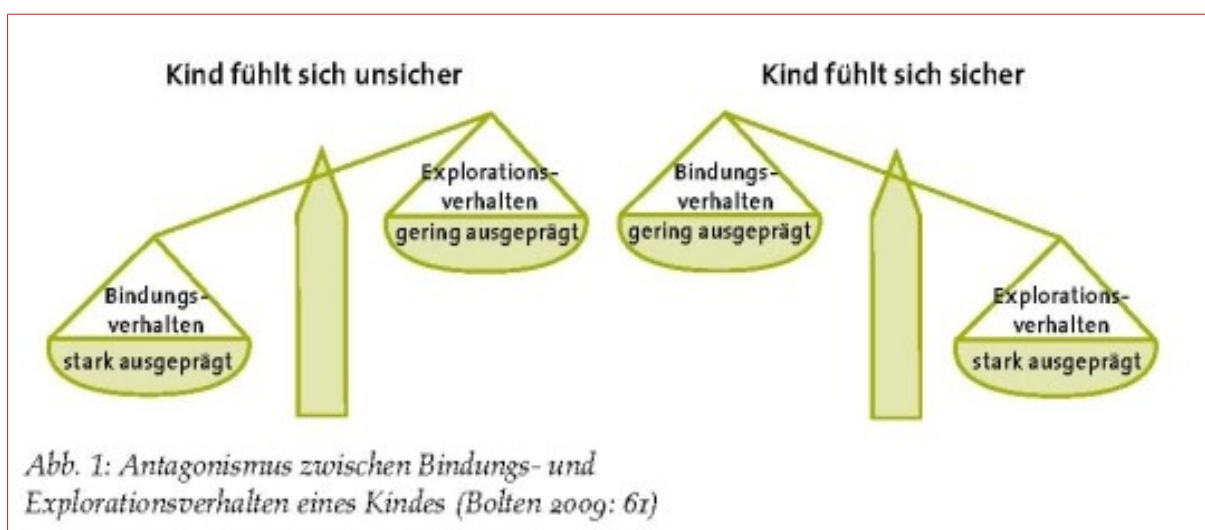 Kind fühlt sich unsicher
Explorations-
verhalten
gering ausgeprägt
Bindungs-
verhalten
stark ausgeprägt
Kind fühlt sich sicher
Bindungs-
verhalten
gering ausgeprägt
Explorations-
verhalten
stark ausgeprägt
Abb. 1: Antagonismus zwischen Bindungs- und
Explorationsverhalten eines Kindes (Bolten 2009: 61)